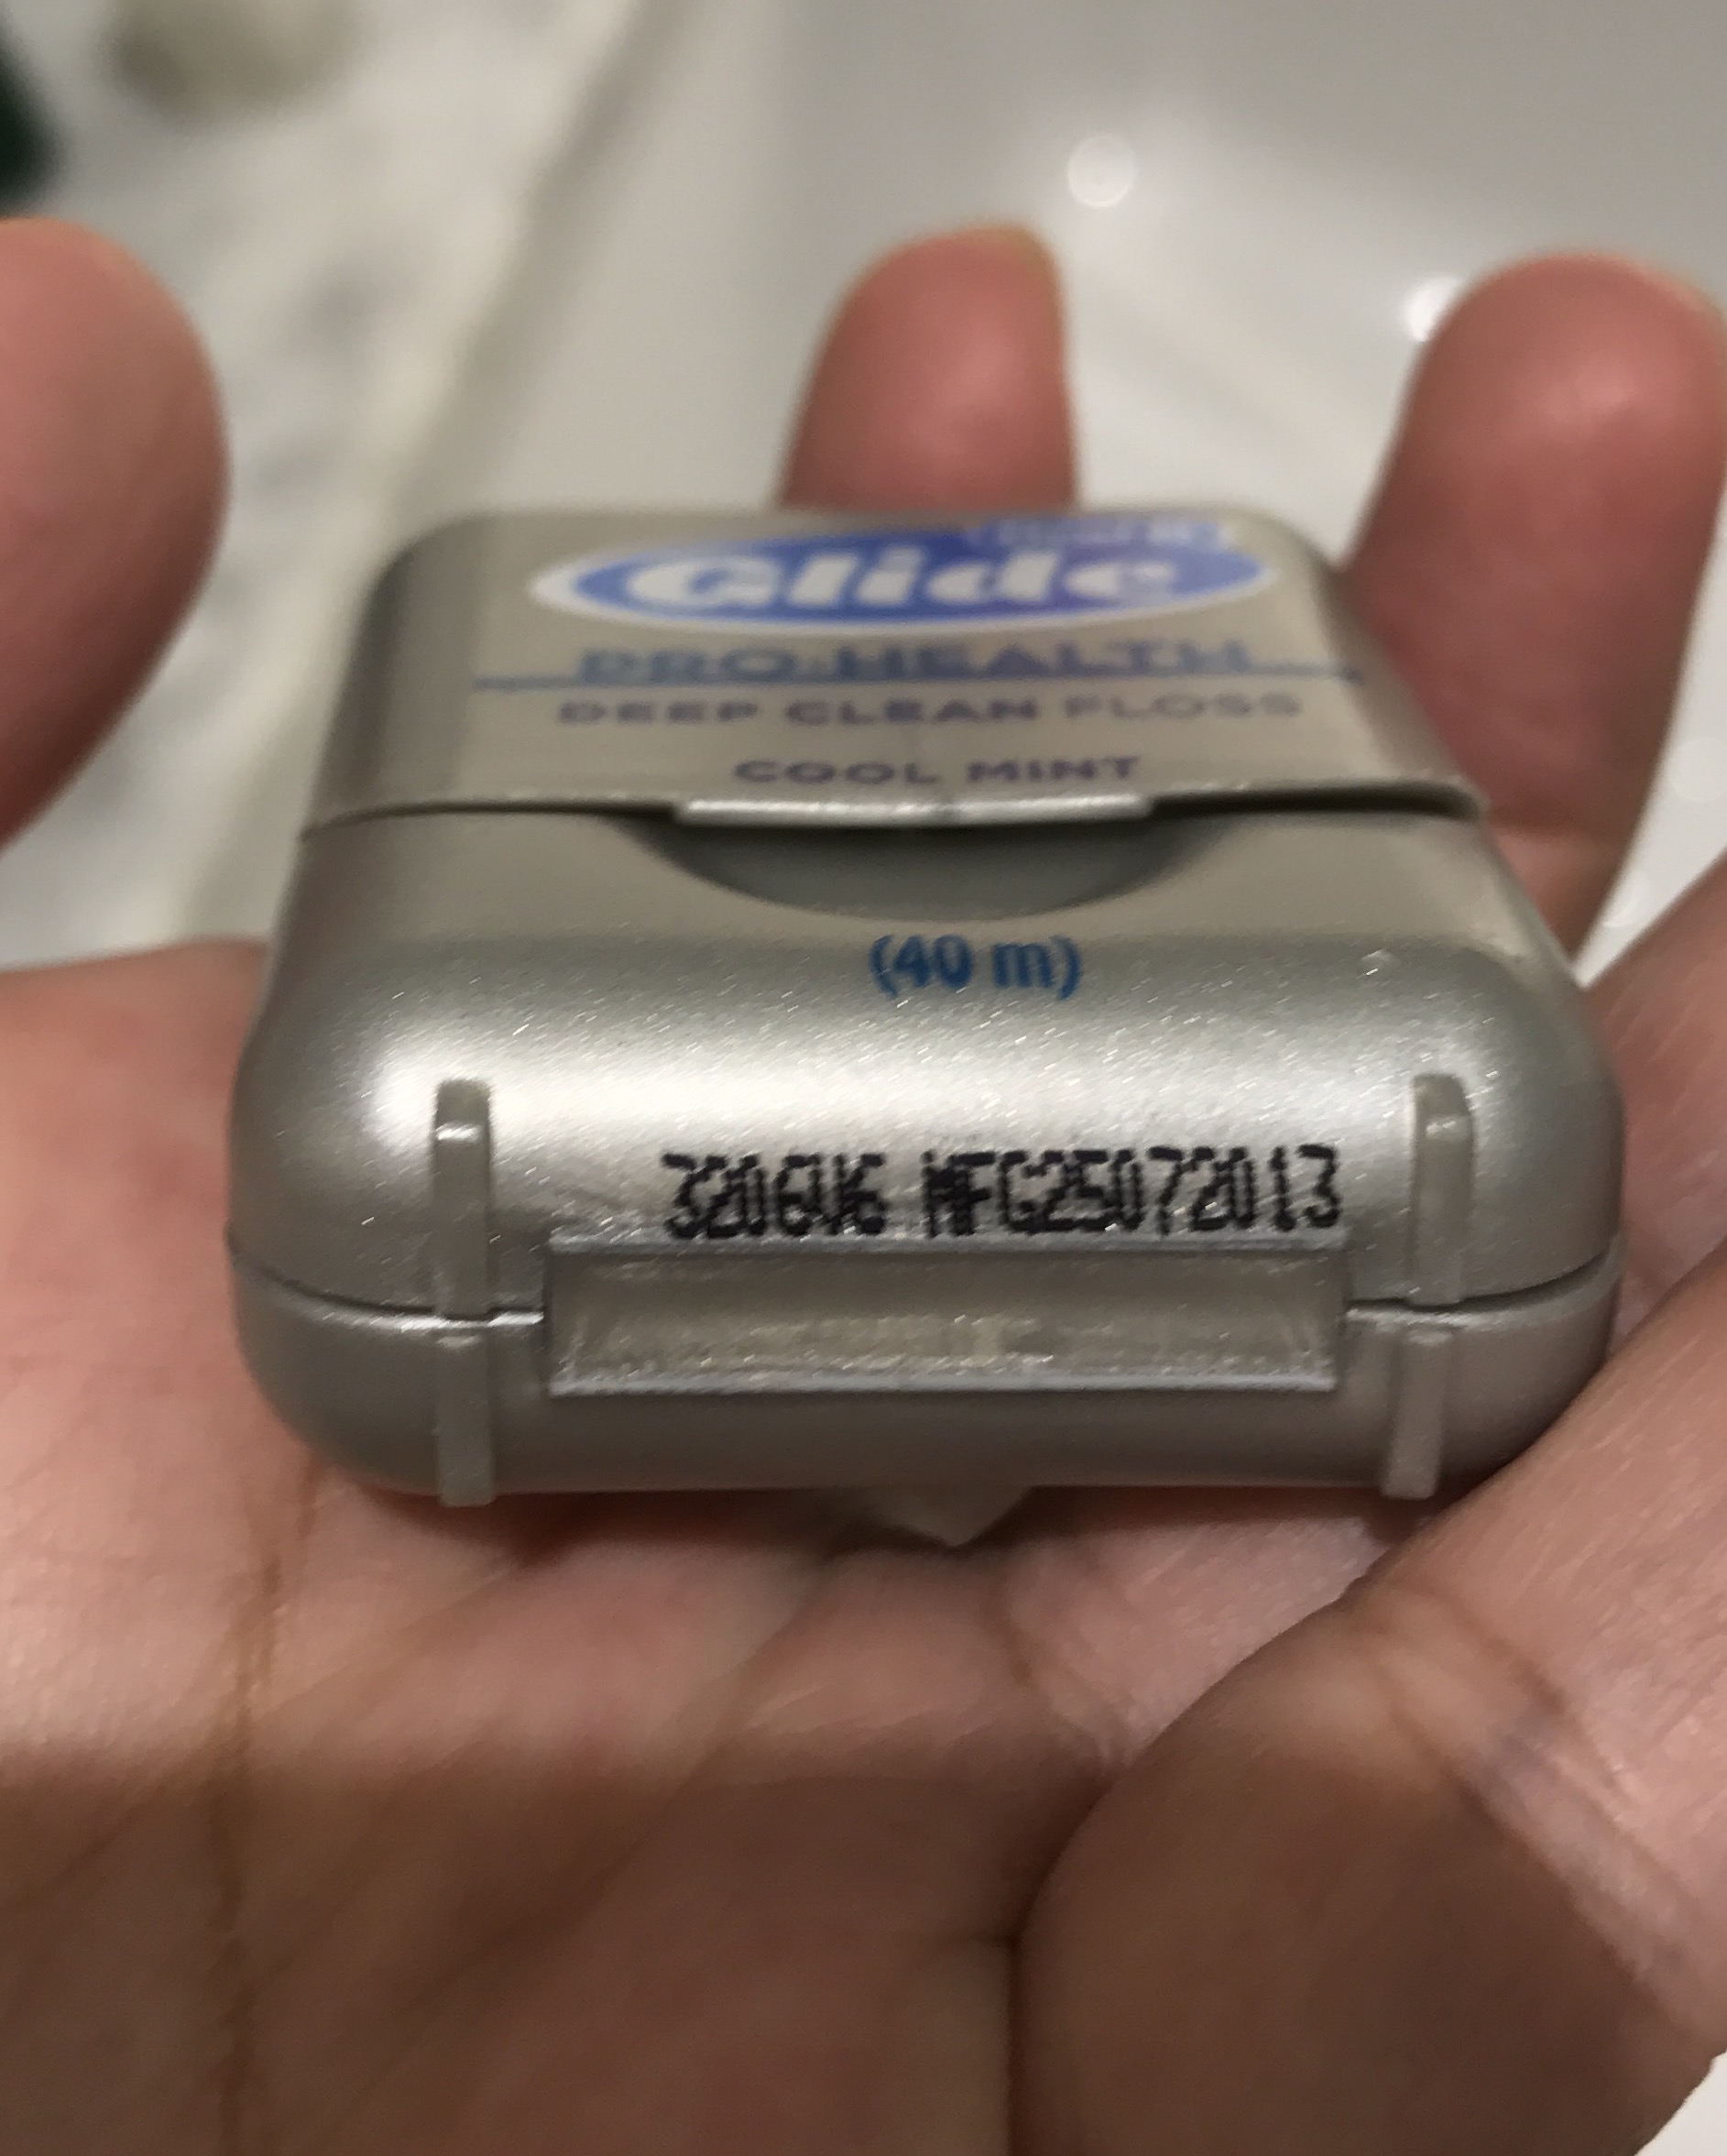 Glide
PRO-HEALTH
DEEP CLEAN FLOSS
COOL MINT
(40 m)
3206V6 MFG25072013